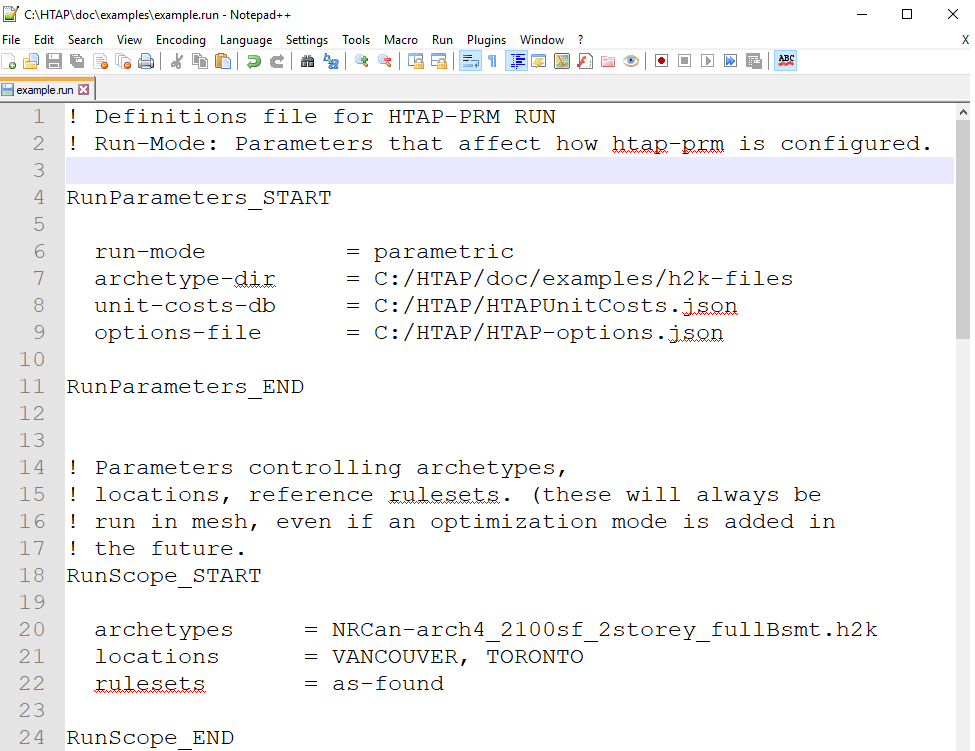 C:\HTAP\doc\examples\example.run - Notepad++
File Edit Search View Encoding Language Settings Tools Macro Run Plugins Window ? X
ABC
example.run
1 ! Definitions file for HTAP-PRM RUN
2 ! Run-Mode: Parameters that affect how htap-prm is configured.
3
4 RunParameters_START
5
6 run-mode = parametric
7 archetype-dir = C:/HTAP/doc/examples/h2k-files
8 unit-costs-db = C:/HTAP/HTAPUnitCosts.json
9 options-file = C:/HTAP/HTAP-options.json
10
11 RunParameters_END
12
13
14 ! Parameters controlling archetypes,
15 ! locations, reference rulesets. (these will always be
16 ! run in mesh, even if an optimization mode is added in
17 ! the future.
18 RunScope_START
19
20 archetypes = NRCan-arch4_2100sf_2storey_fullBsmt.h2k
21 locations = VANCOUVER, TORONTO
22 rulesets = as-found
23
24 RunScope_END